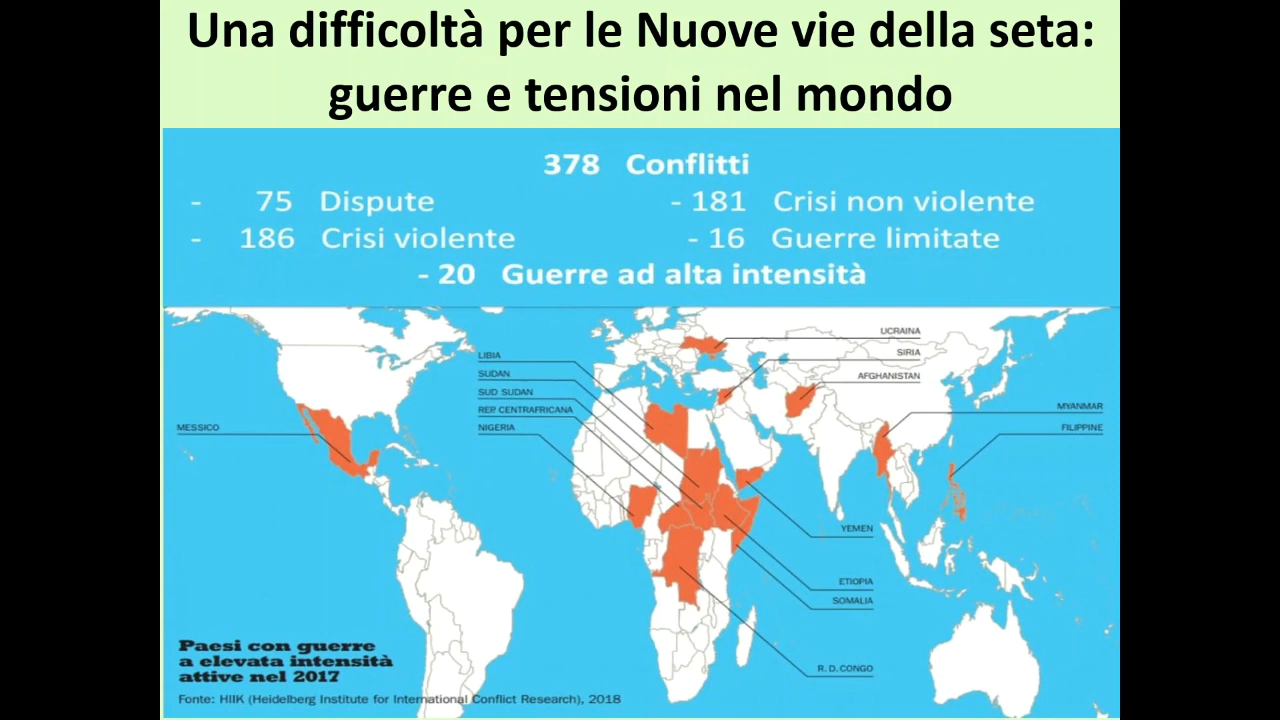 Una difficoltà per le Nuove vie della seta:
guerre e tensioni nel mondo
378 Conflitti
- 75 Dispute
- 181 Crisi non violente
- 186 Crisi violente
- 16 Guerre limitate
- 20 Guerre ad alta intensità
UCRAINA
SIRIA
LIBIA
SUDAN
AFGHANISTAN
SUD SUDAN
REP. CENTRAFRICANA
MYANMAR
MESSICO
NIGERIA
FILIPPINE
YEMEN
ETIOPIA
SOMALIA
R. D. CONGO
Paesi con guerre
a elevata intensità
attive nel 2017
Fonte: HIIK (Heidelberg Institute for International Conflict Research), 2018